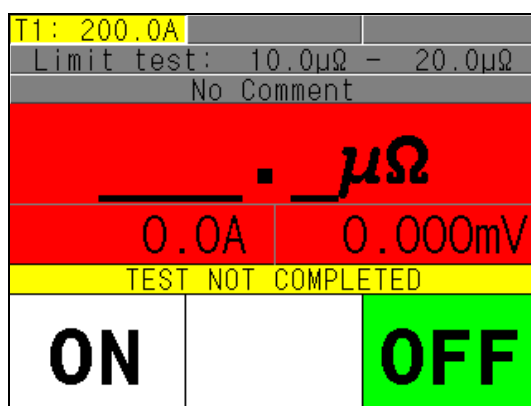 T1: 200.0A
Limit test: 10.0µΩ - 20.0µΩ
No Comment
___._µΩ
0.0A 0.000mV
TEST NOT COMPLETED
ON OFF